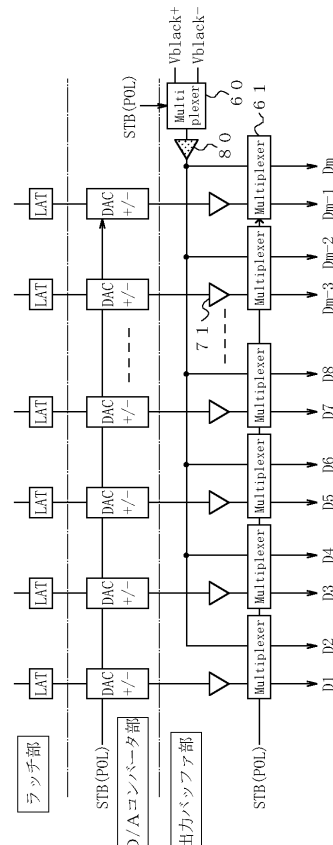 ラッチ部
LAT
LAT
LAT
LAT
LAT
LAT
STB(POL)
DAC
+/−
DAC
+/−
DAC
+/−
DAC
+/−
DAC
+/−
DAC
+/−
D/Aコンバータ部
出力バッファ部
STB(POL)
Multi
plexer
Vblack+
Vblack-
60
80
71
61
STB(POL)
Multiplexer
Multiplexer
Multiplexer
Multiplexer
Multiplexer
Multiplexer
D1
D2
D3
D4
D5
D6
D7
D8
Dm-3
Dm-2
Dm-1
Dm